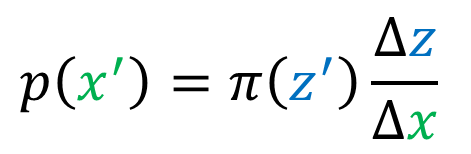 p(x′) = π(z′) Δz/Δx